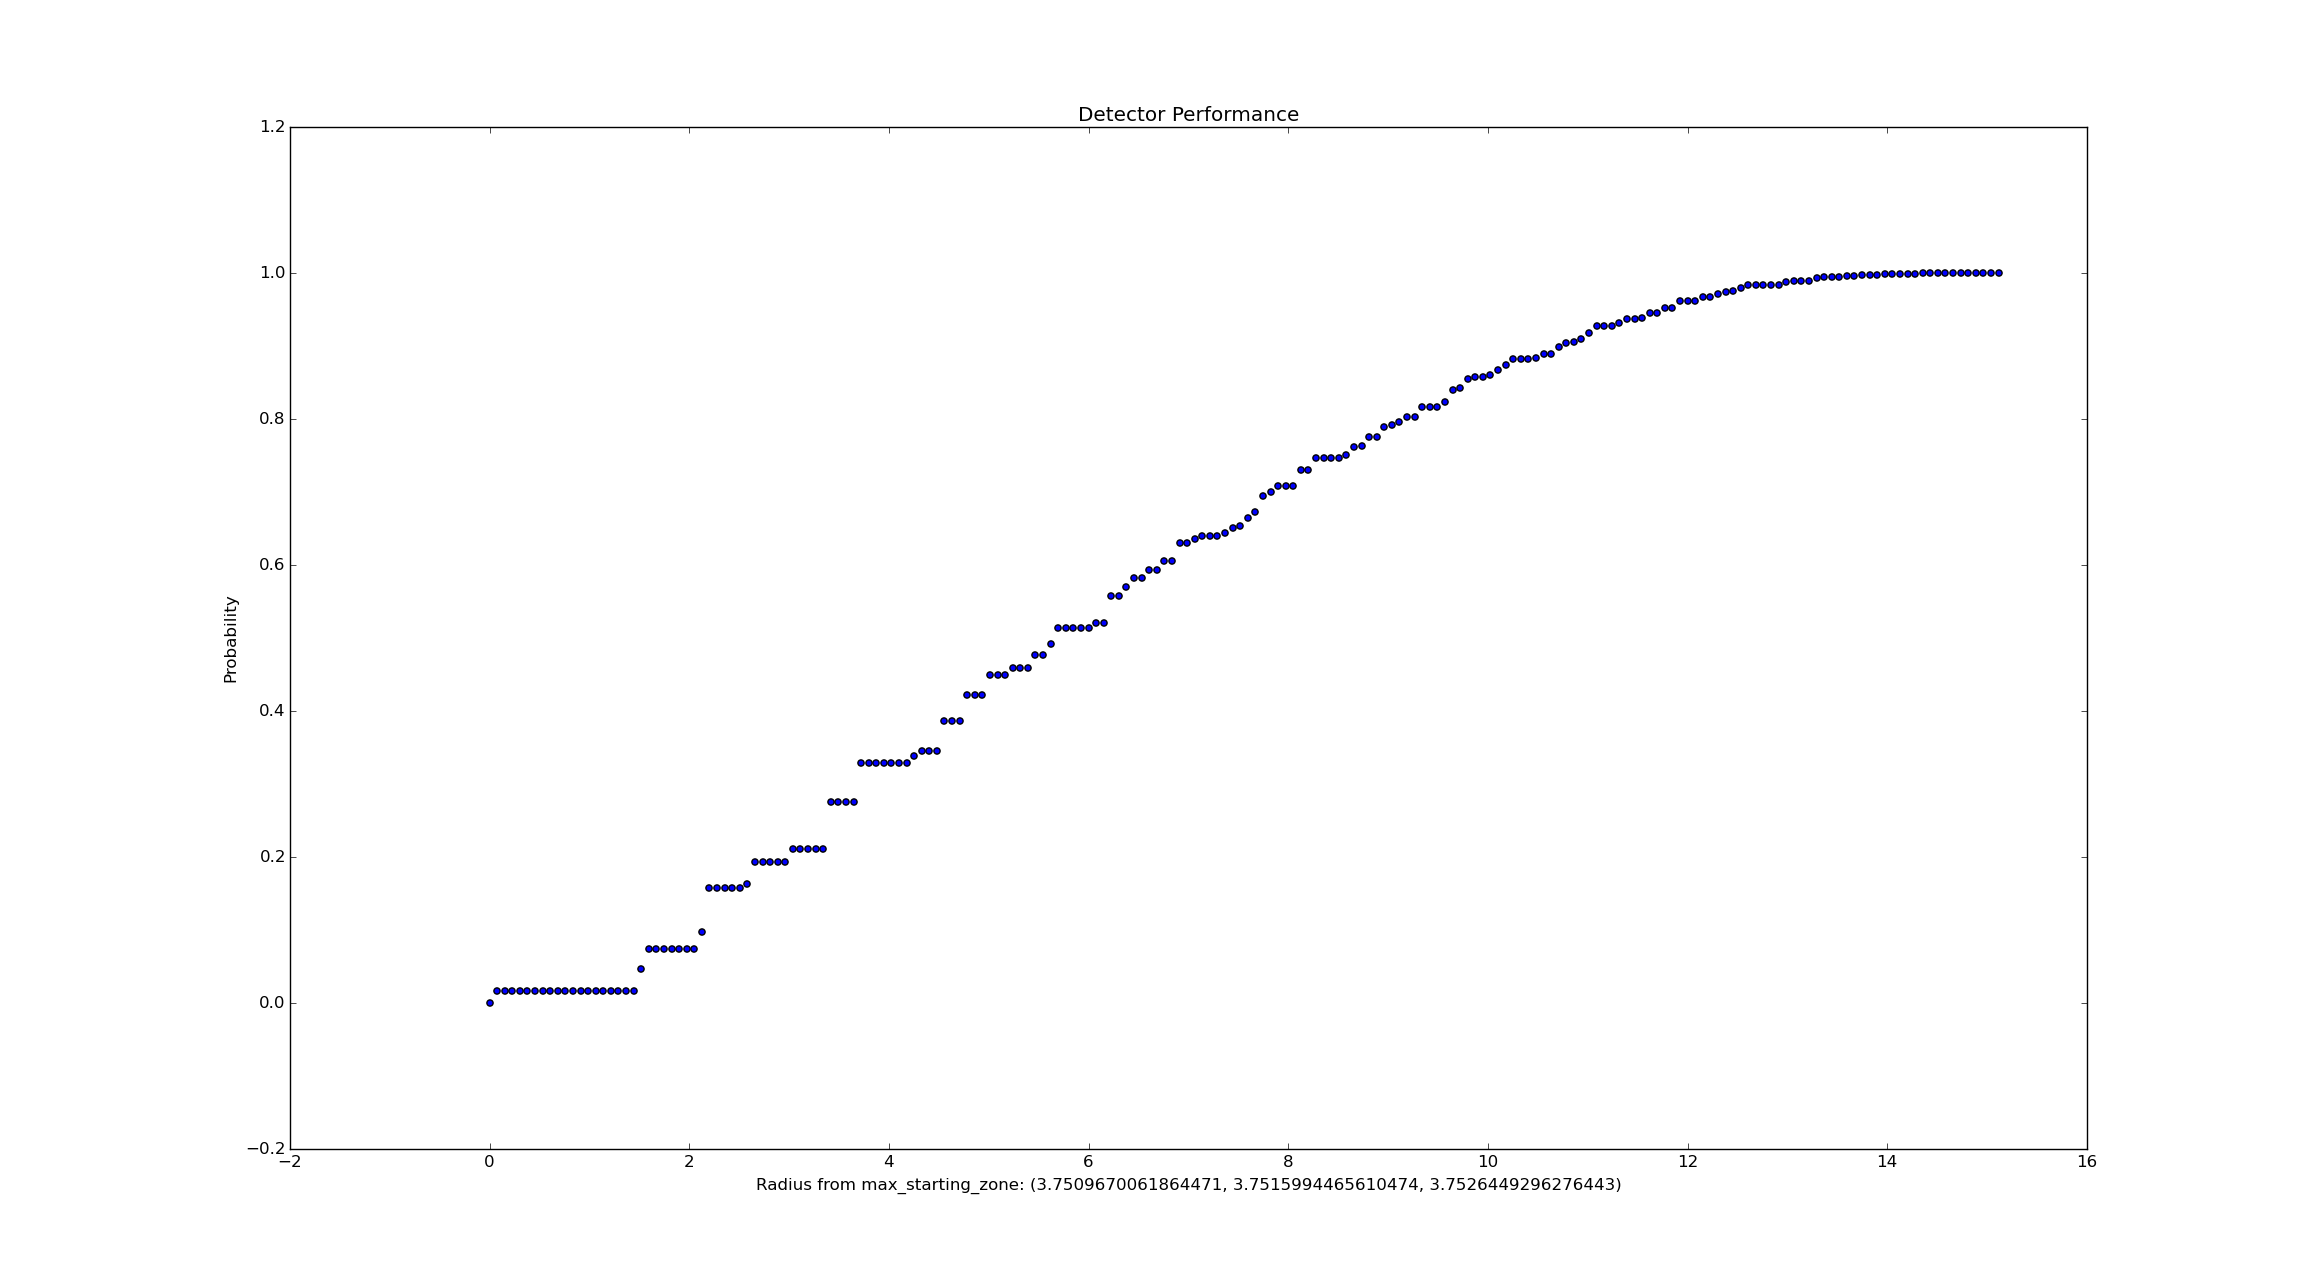 Detector Performance
1.2
1.0
0.8
0.6
0.4
0.2
0.0
−0.2
Probability
−2 0 2 4 6 8 10 12 14 16
Radius from max_starting_zone: (3.7509670061864471, 3.7515994465610474, 3.7526449296276443)